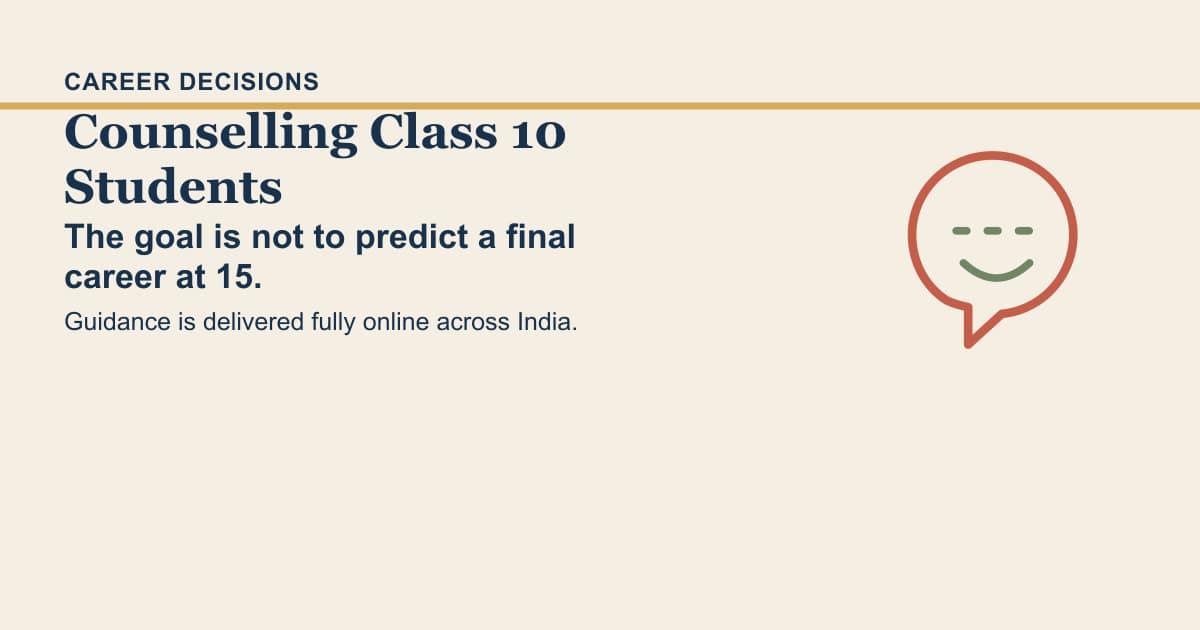 CAREER DECISIONS
Counselling Class 10
Students
The goal is not to predict a final
career at 15.
Guidance is delivered fully online across India.